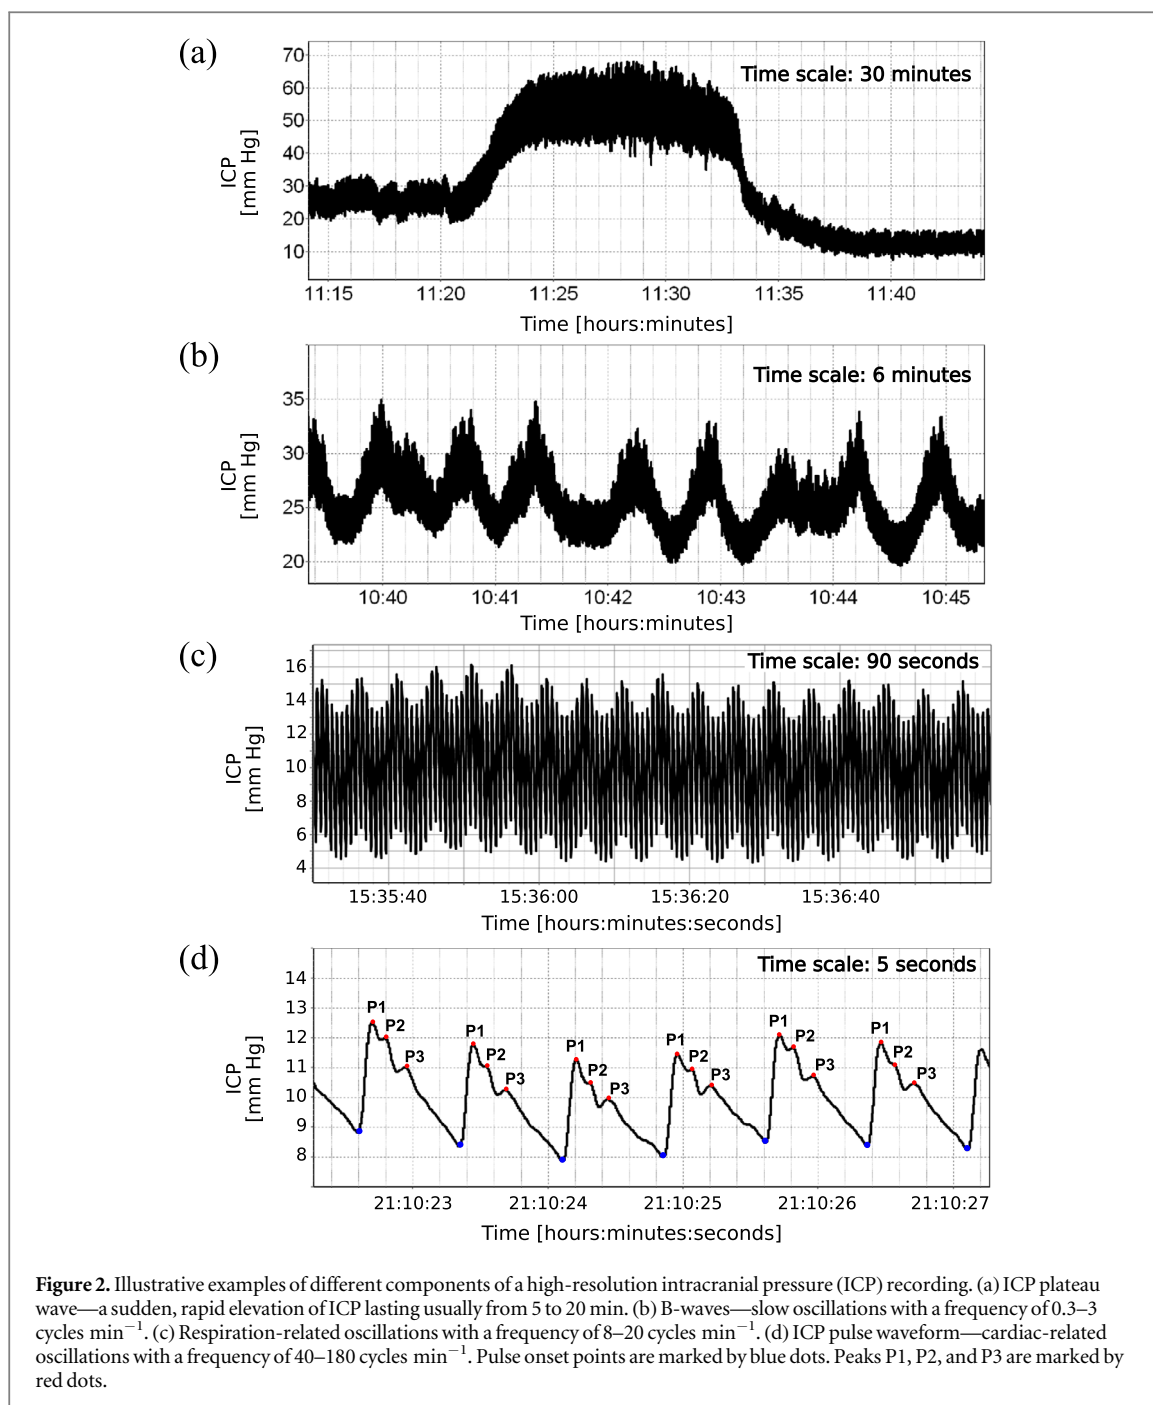 (a)
Time scale: 30 minutes
70
60
50
40
30
20
10
ICP
[mm Hg]
11:15 11:20 11:25 11:30 11:35 11:40
Time [hours:minutes]
(b)
Time scale: 6 minutes
35
30
25
20
ICP
[mm Hg]
10:40 10:41 10:42 10:43 10:44 10:45
Time [hours:minutes]
(c)
Time scale: 90 seconds
16
14
12
10
8
6
4
ICP
[mm Hg]
15:35:40 15:36:00 15:36:20 15:36:40
Time [hours:minutes:seconds]
(d)
Time scale: 5 seconds
14
13
12
11
10
9
8
ICP
[mm Hg]
P1 P2 P3
P1 P2 P3
P1 P2 P3
P1 P2 P3
P1 P2 P3
P1 P2 P3
21:10:23 21:10:24 21:10:25 21:10:26 21:10:27
Time [hours:minutes:seconds]
Figure 2. Illustrative examples of different components of a high-resolution intracranial pressure (ICP) recording. (a) ICP plateau
wave—a sudden, rapid elevation of ICP lasting usually from 5 to 20 min. (b) B-waves—slow oscillations with a frequency of 0.3–3
cycles min⁻¹. (c) Respiration-related oscillations with a frequency of 8–20 cycles min⁻¹. (d) ICP pulse waveform—cardiac-related
oscillations with a frequency of 40–180 cycles min⁻¹. Pulse onset points are marked by blue dots. Peaks P1, P2, and P3 are marked by
red dots.